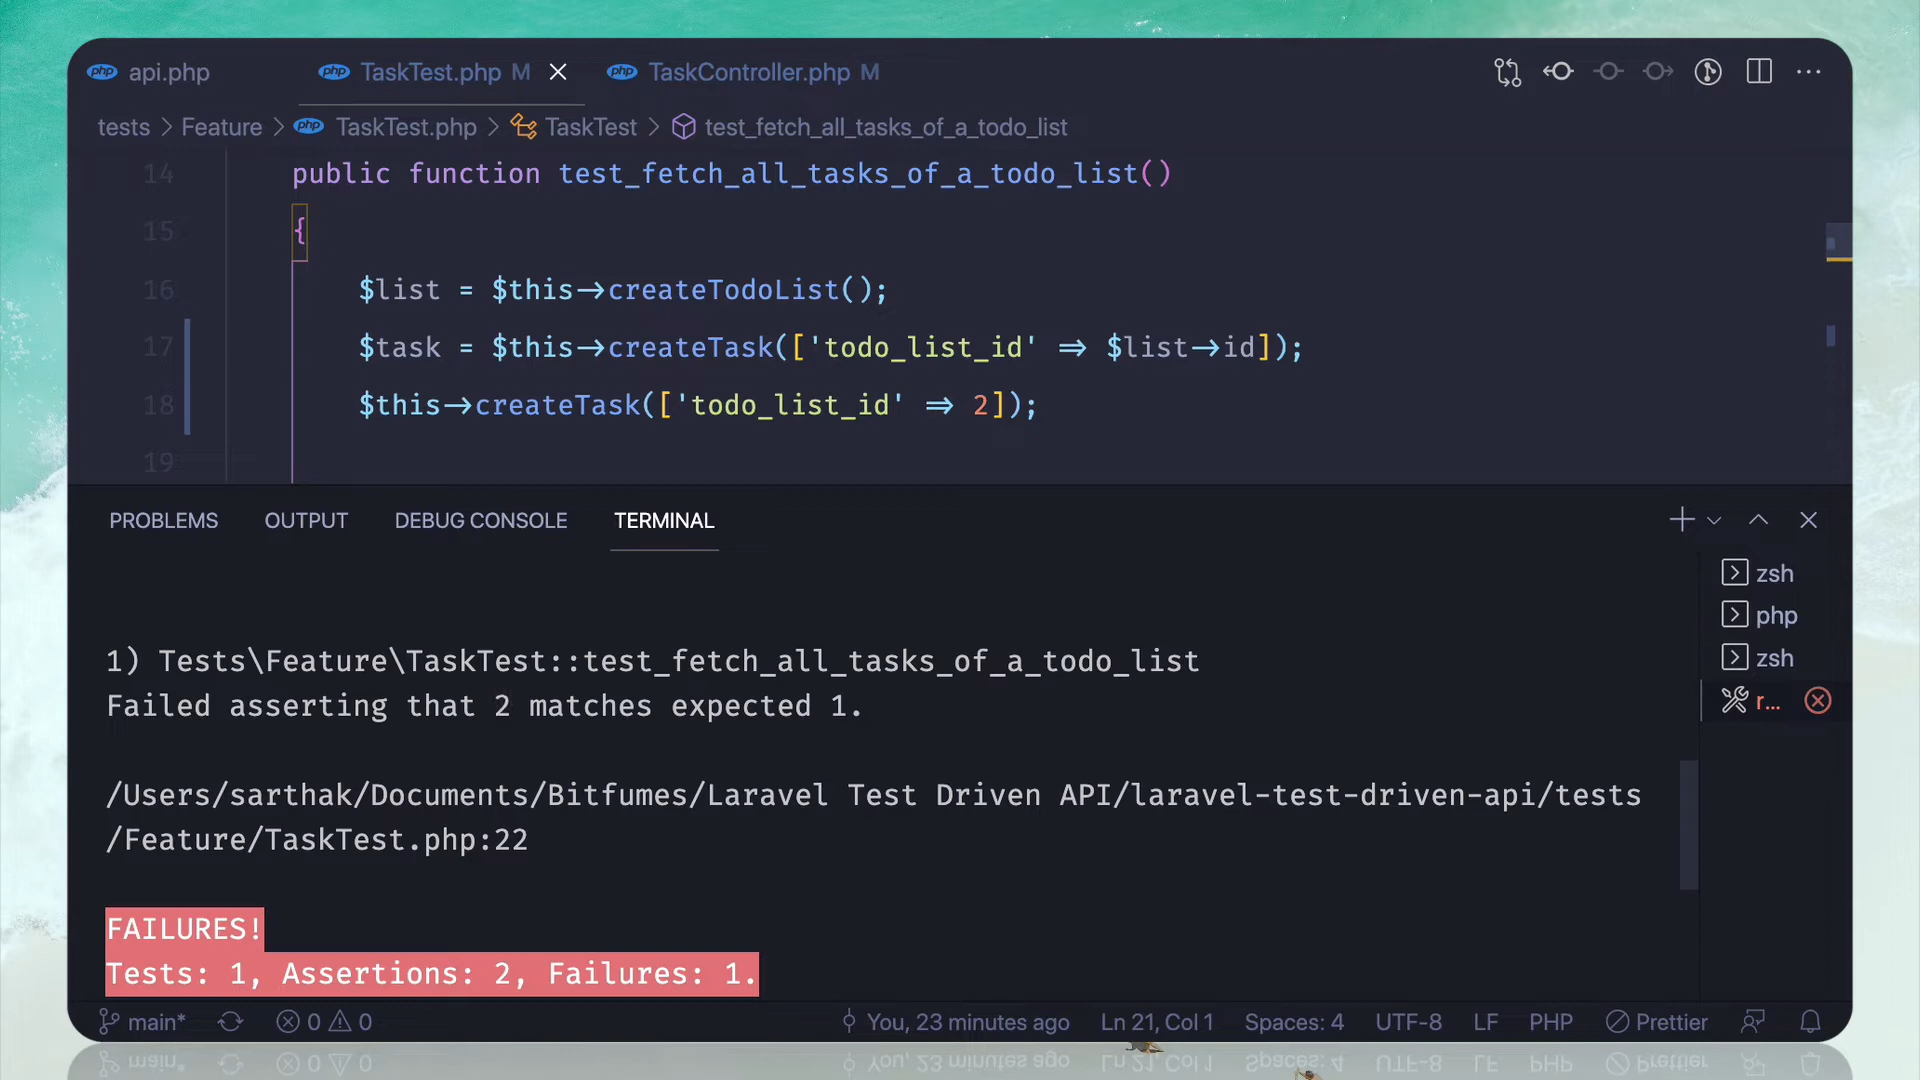 php api.php
php TaskTest.php M
php TaskController.php M
tests > Feature > php TaskTest.php > TaskTest > test_fetch_all_tasks_of_a_todo_list
14 public function test_fetch_all_tasks_of_a_todo_list()
15 {
16 $list = $this->createTodoList();
17 $task = $this->createTask(['todo_list_id' => $list->id]);
18 $this->createTask(['todo_list_id' => 2]);
19
PROBLEMS OUTPUT DEBUG CONSOLE TERMINAL
zsh
php
zsh
r...
1) Tests\Feature\TaskTest::test_fetch_all_tasks_of_a_todo_list
Failed asserting that 2 matches expected 1.
/Users/sarthak/Documents/Bitfumes/Laravel Test Driven API/laravel-test-driven-api/tests
/Feature/TaskTest.php:22
FAILURES!
Tests: 1, Assertions: 2, Failures: 1.
main* 0 0 You, 23 minutes ago Ln 21, Col 1 Spaces: 4 UTF-8 LF PHP Prettier